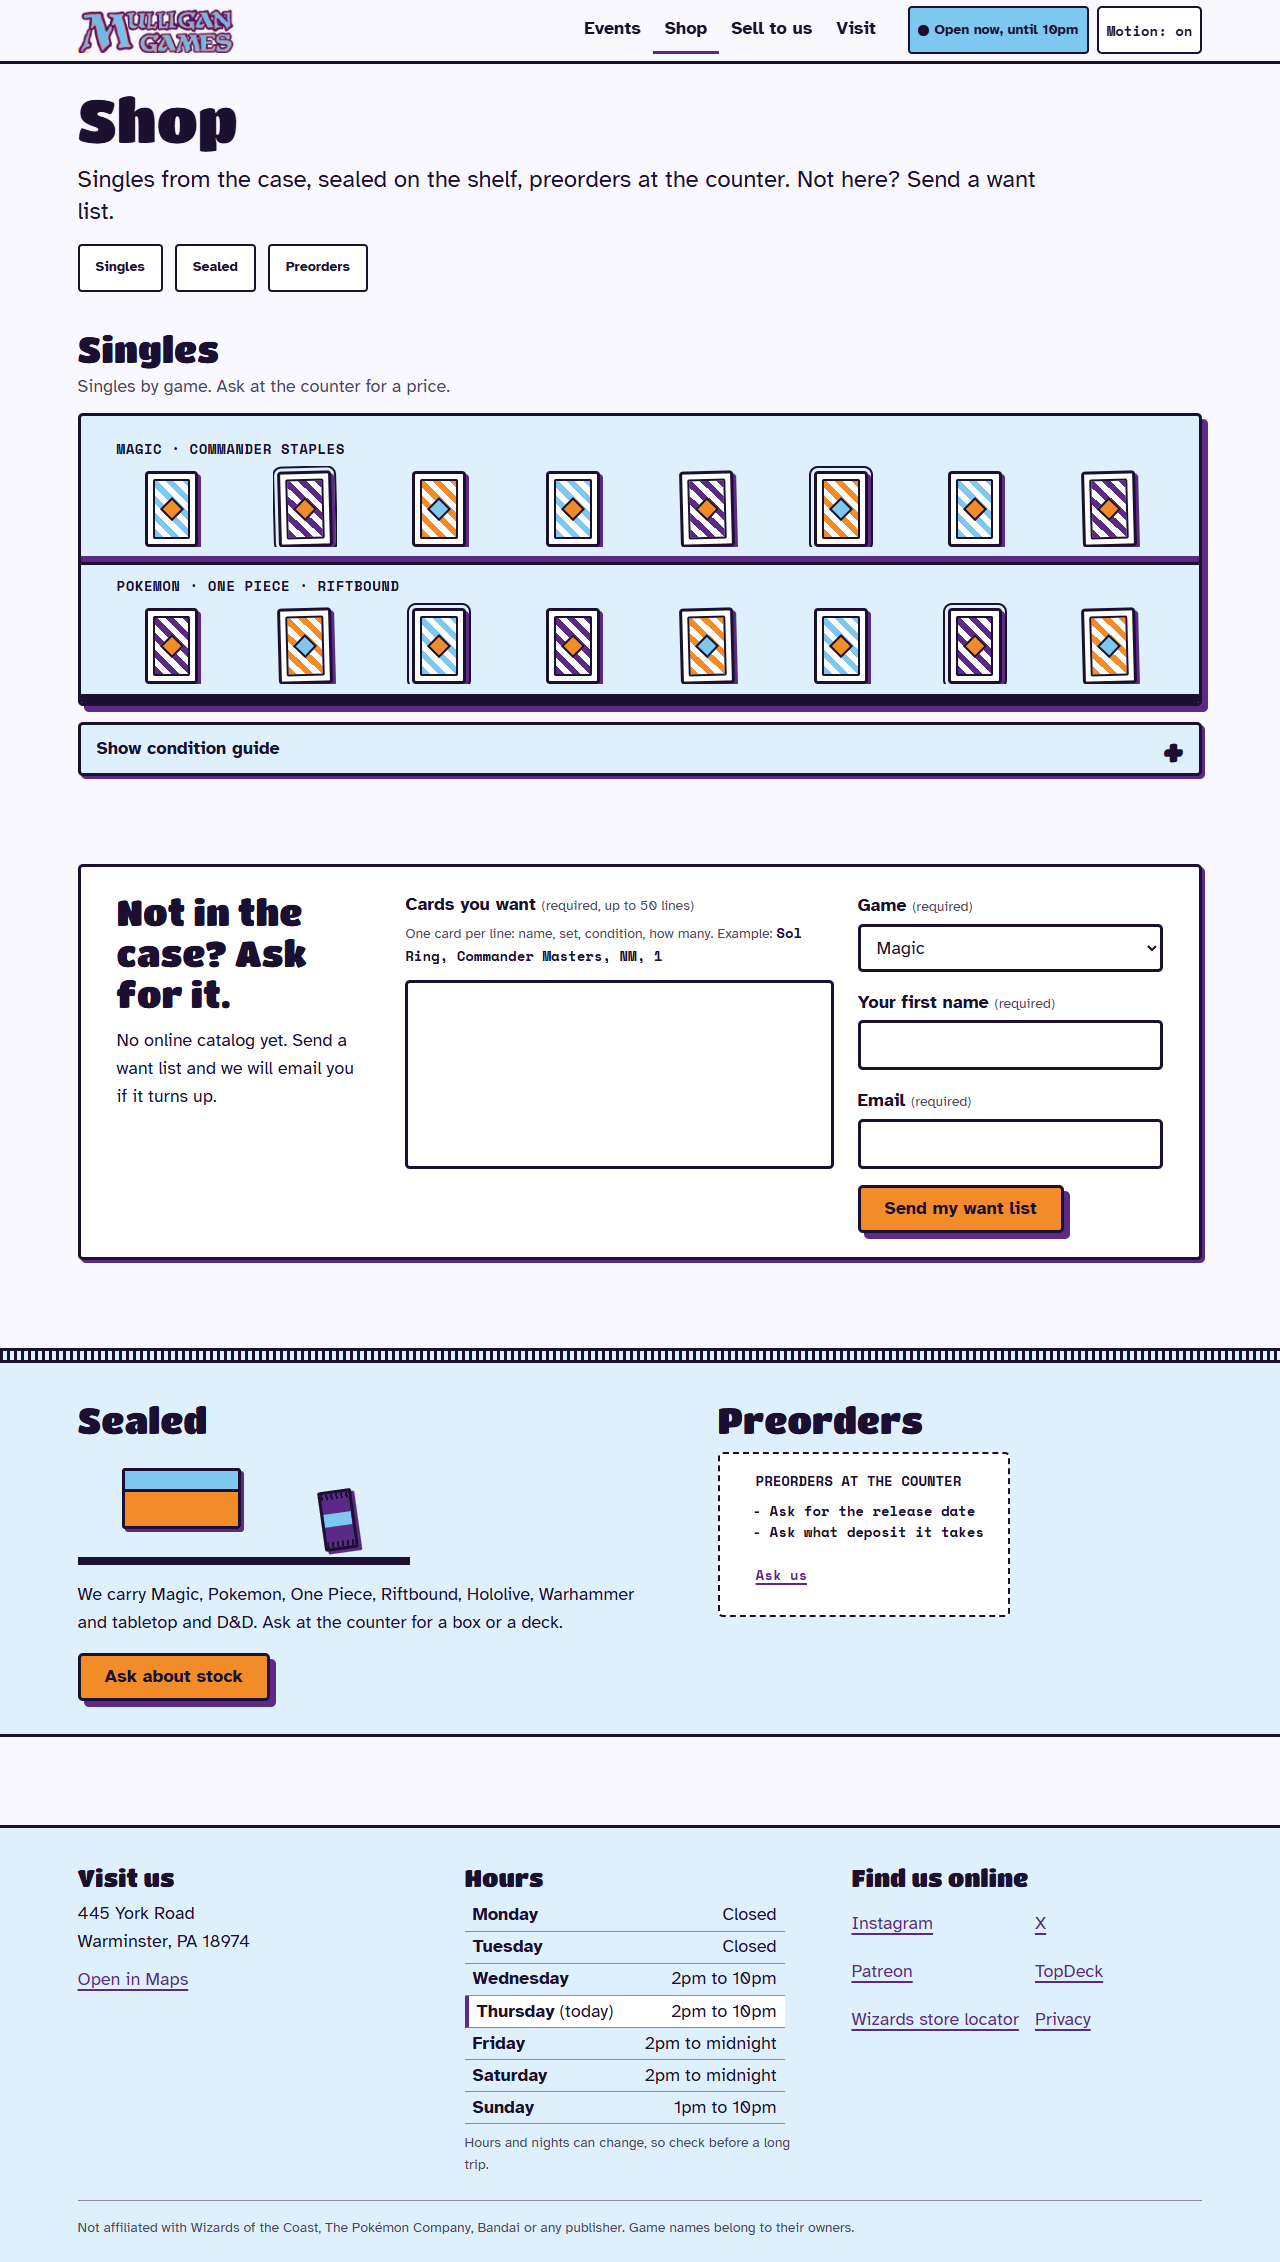 MULLIGAN GAMES
Events
Shop
Sell to us
Visit
Open now, until 10pm
Motion: on
Shop
Singles from the case, sealed on the shelf, preorders at the counter. Not here? Send a want
list.
Singles
Sealed
Preorders
Singles
Singles by game. Ask at the counter for a price.
MAGIC · COMMANDER STAPLES
POKEMON · ONE PIECE · RIFTBOUND
Show condition guide
Not in the
case? Ask
for it.
No online catalog yet. Send a
want list and we will email you
if it turns up.
Cards you want (required, up to 50 lines)
One card per line: name, set, condition, how many. Example: Sol
Ring, Commander Masters, NM, 1
Game (required)
Magic
Your first name (required)
Email (required)
Send my want list
Sealed
We carry Magic, Pokemon, One Piece, Riftbound, Hololive, Warhammer
and tabletop and D&D. Ask at the counter for a box or a deck.
Ask about stock
Preorders
PREORDERS AT THE COUNTER
- Ask for the release date
- Ask what deposit it takes
Ask us
Visit us
445 York Road
Warminster, PA 18974
Open in Maps
Hours
Monday Closed
Tuesday Closed
Wednesday 2pm to 10pm
Thursday (today) 2pm to 10pm
Friday 2pm to midnight
Saturday 2pm to midnight
Sunday 1pm to 10pm
Hours and nights can change, so check before a long
trip.
Find us online
Instagram
X
Patreon
TopDeck
Wizards store locator
Privacy
Not affiliated with Wizards of the Coast, The Pokémon Company, Bandai or any publisher. Game names belong to their owners.